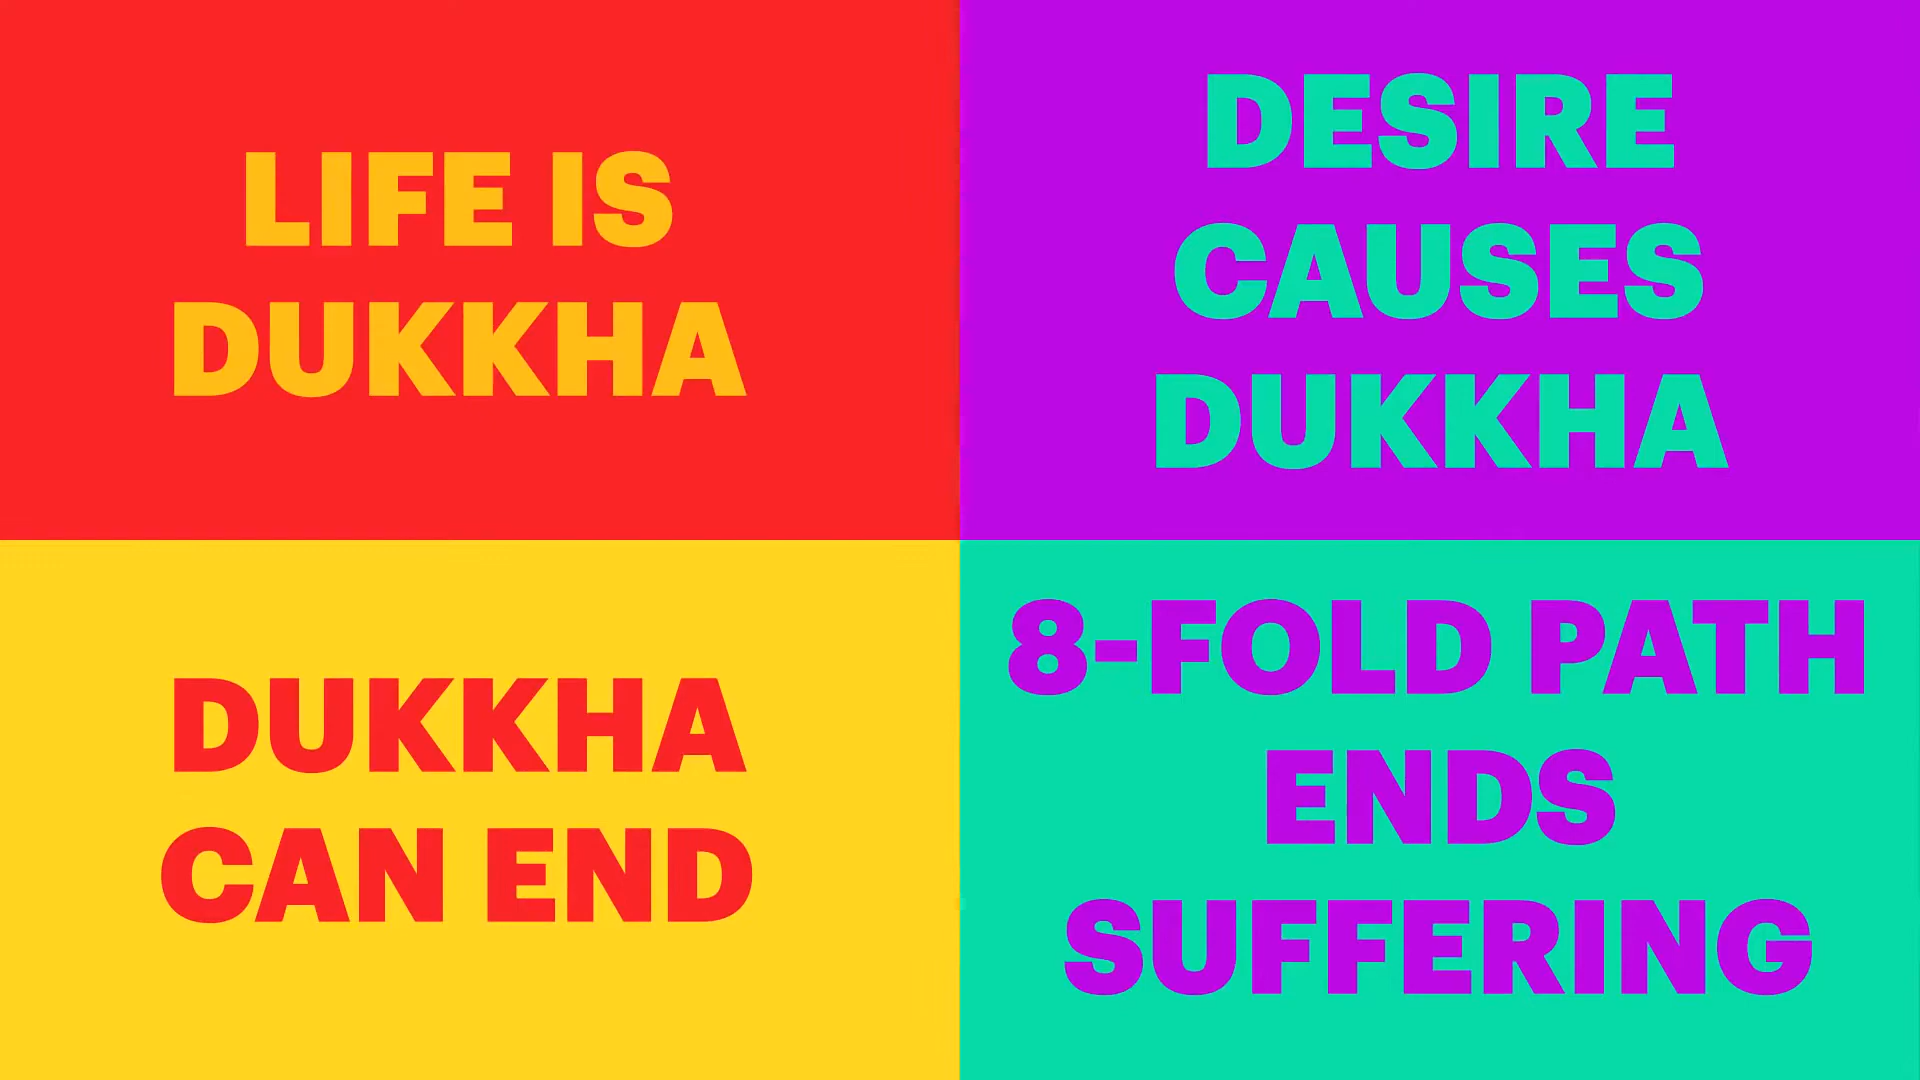 LIFE IS
DUKKHA
DESIRE
CAUSES
DUKKHA
DUKKHA
CAN END
8-FOLD PATH
ENDS
SUFFERING